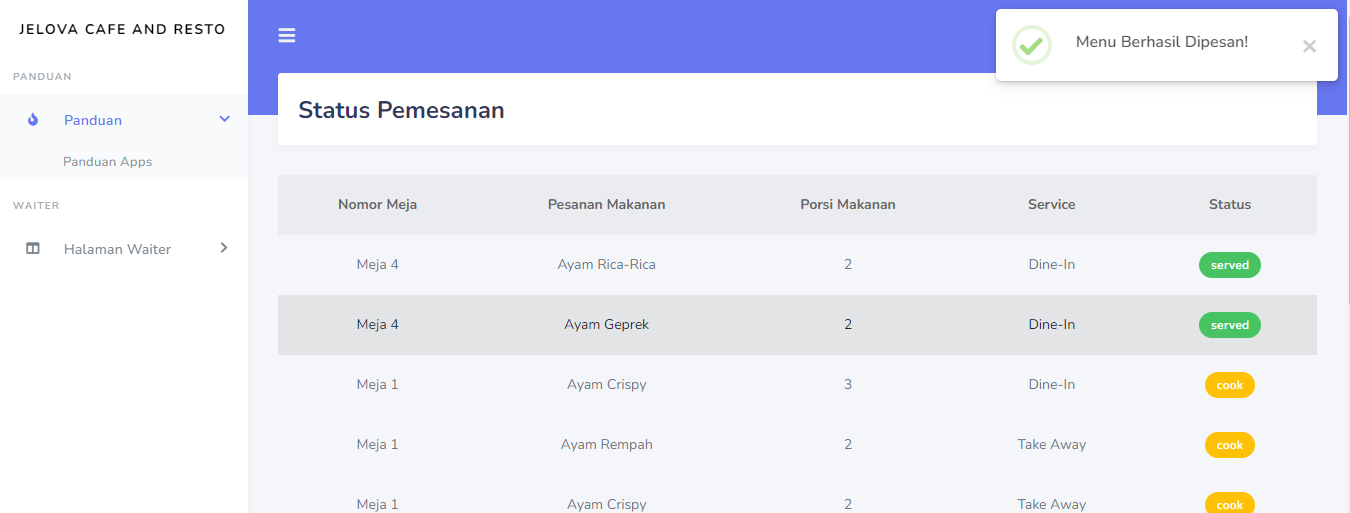 JELOVA CAFE AND RESTO
Menu Berhasil Dipesan!
PANDUAN
Panduan
Panduan Apps
WAITER
Halaman Waiter
Status Pemesanan
Nomor Meja Pesanan Makanan Porsi Makanan Service Status
Meja 4 Ayam Rica-Rica 2 Dine-In served
Meja 4 Ayam Geprek 2 Dine-In served
Meja 1 Ayam Crispy 3 Dine-In cook
Meja 1 Ayam Rempah 2 Take Away cook
Meja 1 Ayam Crispy 2 Take Away cook